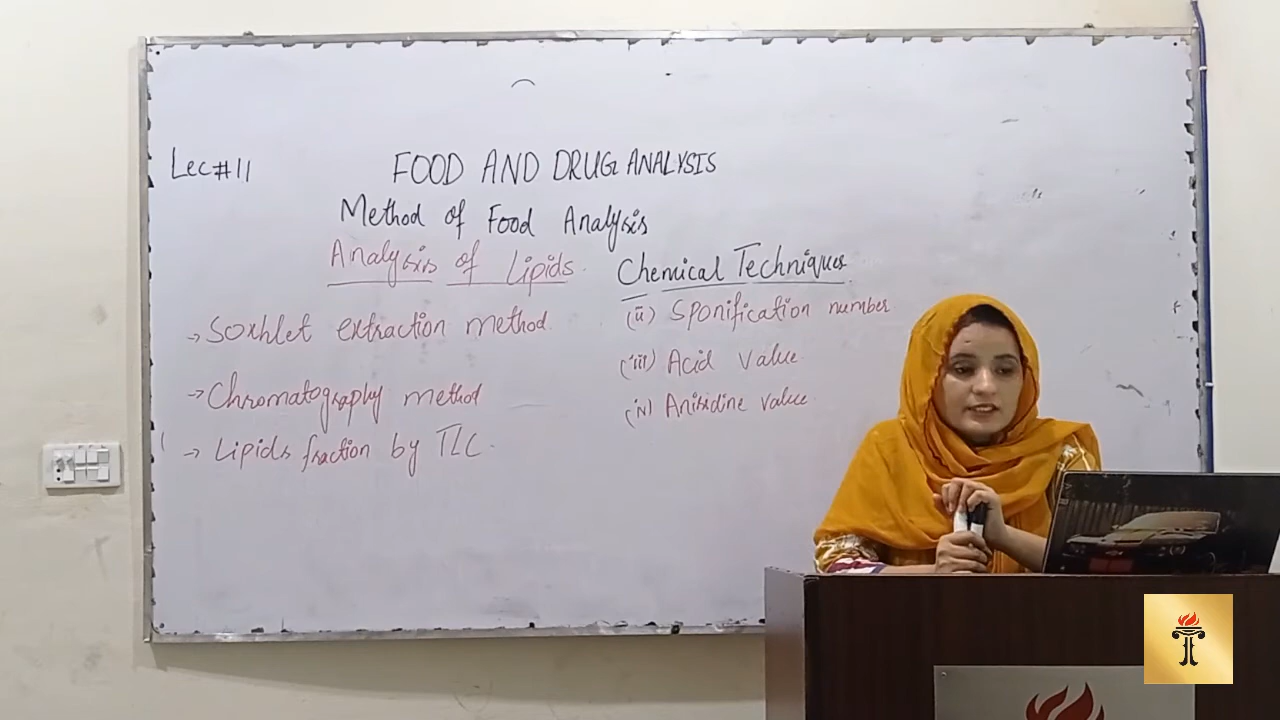 Lec#11
FOOD AND DRUG ANALYSIS
Method of Food Analysis
Analysis of Lipids.
→ Soxhlet extraction method
→ Chromatography method
→ Lipids fraction by TLC.
Chemical Techniques
(ii) Sponification number
(iii) Acid value
(iv) Anisidine value